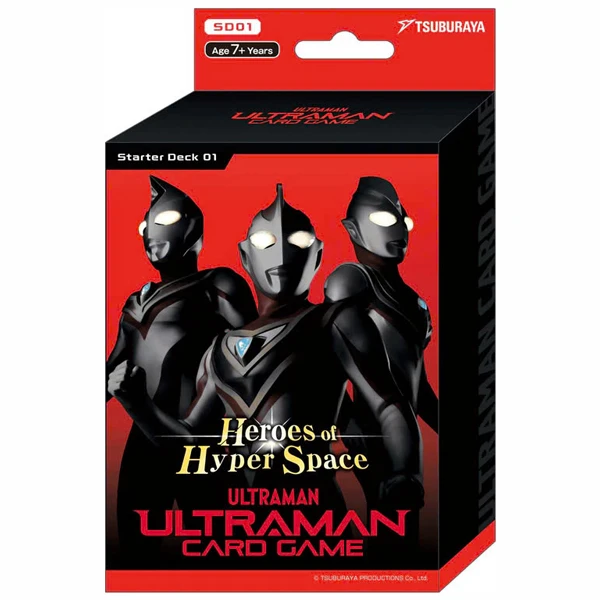 SD01
Age 7+ Years
TSUBURAYA
ULTRAMAN
ULTRAMAN
CARD GAME
Starter Deck 01
Heroes of
Hyper Space
ULTRAMAN
ULTRAMAN
CARD GAME
© TSUBURAYA PRODUCTIONS Co., Ltd.
ULTRAMAN CARD GAME